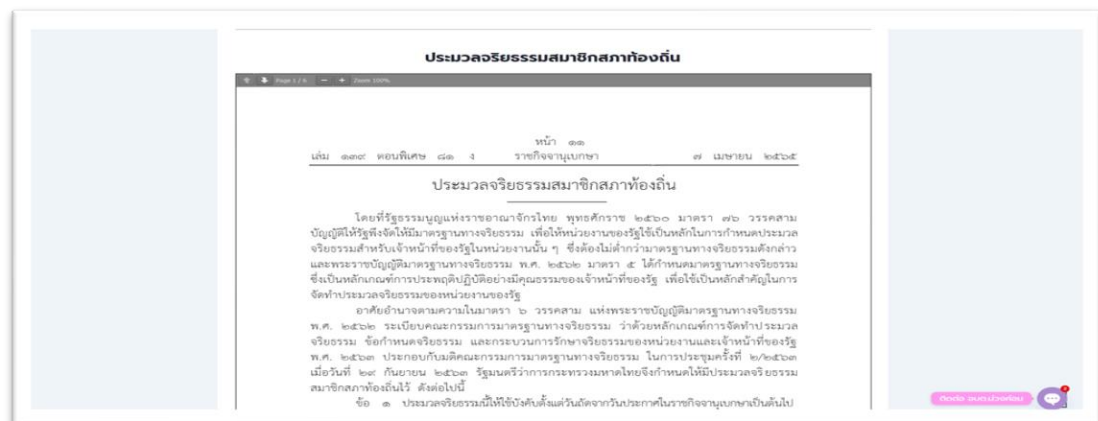 ประมวลจริยธรรมสมาชิกสภาท้องถิ่น
Page 1 / 6 − + Zoom 100%
หน้า ๑๑
เล่ม ๑๓๙ ตอนพิเศษ ๘๑ ง ราชกิจจานุเบกษา ๗ เมษายน ๒๕๖๕
ประมวลจริยธรรมสมาชิกสภาท้องถิ่น
โดยที่รัฐธรรมนูญแห่งราชอาณาจักรไทย พุทธศักราช ๒๕๖๐ มาตรา ๗๖ วรรคสาม
บัญญัติให้รัฐพึงจัดให้มีมาตรฐานทางจริยธรรม เพื่อให้หน่วยงานของรัฐใช้เป็นหลักในการกำหนดประมวล
จริยธรรมสำหรับเจ้าหน้าที่ของรัฐในหน่วยงานนั้น ๆ ซึ่งต้องไม่ต่ำกว่ามาตรฐานทางจริยธรรมดังกล่าว
และพระราชบัญญัติมาตรฐานทางจริยธรรม พ.ศ. ๒๕๖๒ มาตรา ๕ ได้กำหนดมาตรฐานทางจริยธรรม
ซึ่งเป็นหลักเกณฑ์การประพฤติปฏิบัติอย่างมีคุณธรรมของเจ้าหน้าที่ของรัฐ เพื่อใช้เป็นหลักสำคัญในการ
จัดทำประมวลจริยธรรมของหน่วยงานของรัฐ
อาศัยอำนาจตามความในมาตรา ๖ วรรคสาม แห่งพระราชบัญญัติมาตรฐานทางจริยธรรม
พ.ศ. ๒๕๖๒ ระเบียบคณะกรรมการมาตรฐานทางจริยธรรม ว่าด้วยหลักเกณฑ์การจัดทำประมวล
จริยธรรม ข้อกำหนดจริยธรรม และกระบวนการรักษาจริยธรรมของหน่วยงานและเจ้าหน้าที่ของรัฐ
พ.ศ. ๒๕๖๓ ประกอบกับมติคณะกรรมการมาตรฐานทางจริยธรรม ในการประชุมครั้งที่ ๒/๒๕๖๓
เมื่อวันที่ ๒๙ กันยายน ๒๕๖๓ รัฐมนตรีว่าการกระทรวงมหาดไทยจึงกำหนดให้มีประมวลจริยธรรม
สมาชิกสภาท้องถิ่นไว้ ดังต่อไปนี้
ข้อ ๑ ประมวลจริยธรรมนี้ให้ใช้บังคับตั้งแต่วันถัดจากวันประกาศในราชกิจจานุเบกษาเป็นต้นไป
ติดต่อ อบต.ม่วงค่อม